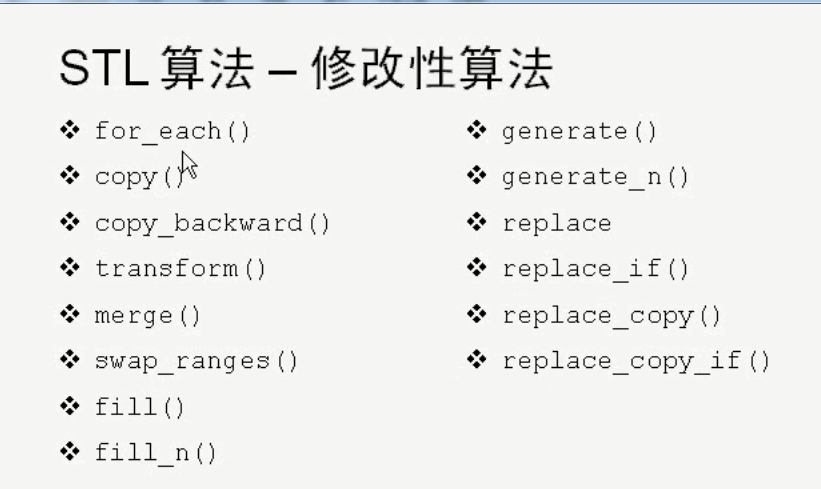 STL 算法 – 修改性算法
❖ for_each()
❖ copy()
❖ copy_backward()
❖ transform()
❖ merge()
❖ swap_ranges()
❖ fill()
❖ fill_n()
❖ generate()
❖ generate_n()
❖ replace
❖ replace_if()
❖ replace_copy()
❖ replace_copy_if()